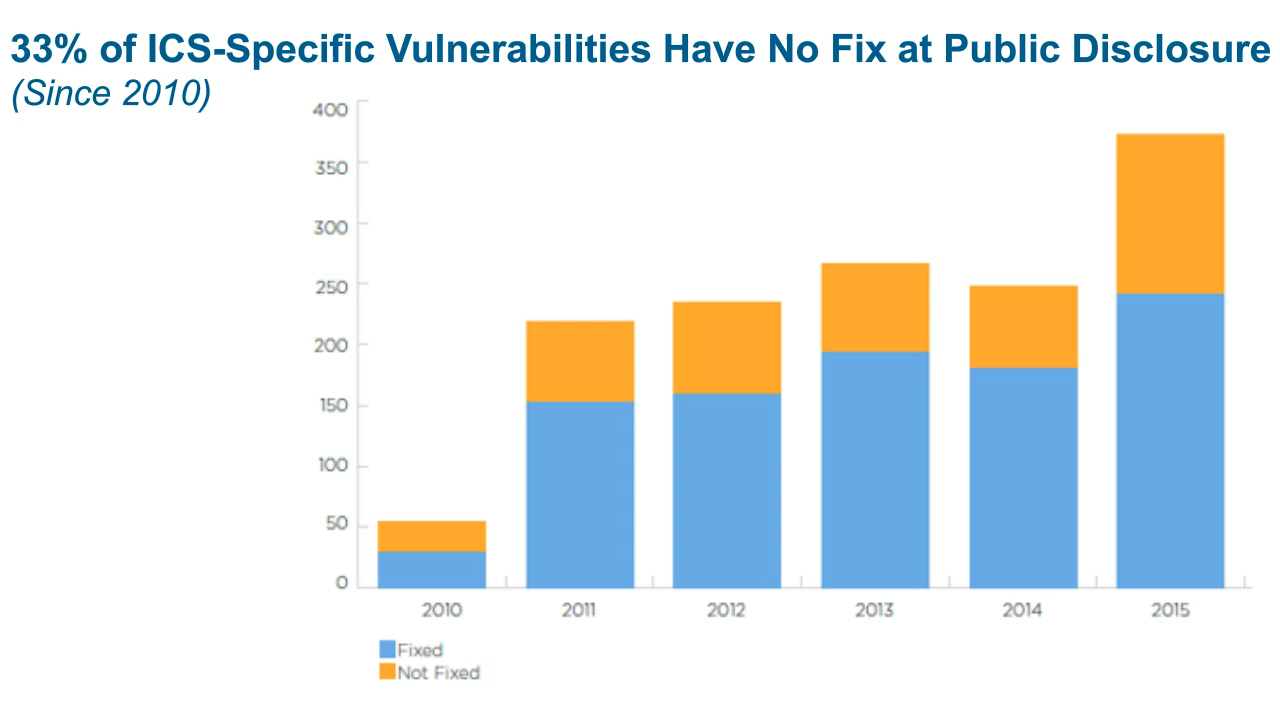 33% of ICS-Specific Vulnerabilities Have No Fix at Public Disclosure
(Since 2010)
400
350
300
250
200
150
100
50
0
2010 2011 2012 2013 2014 2015
Fixed
Not Fixed